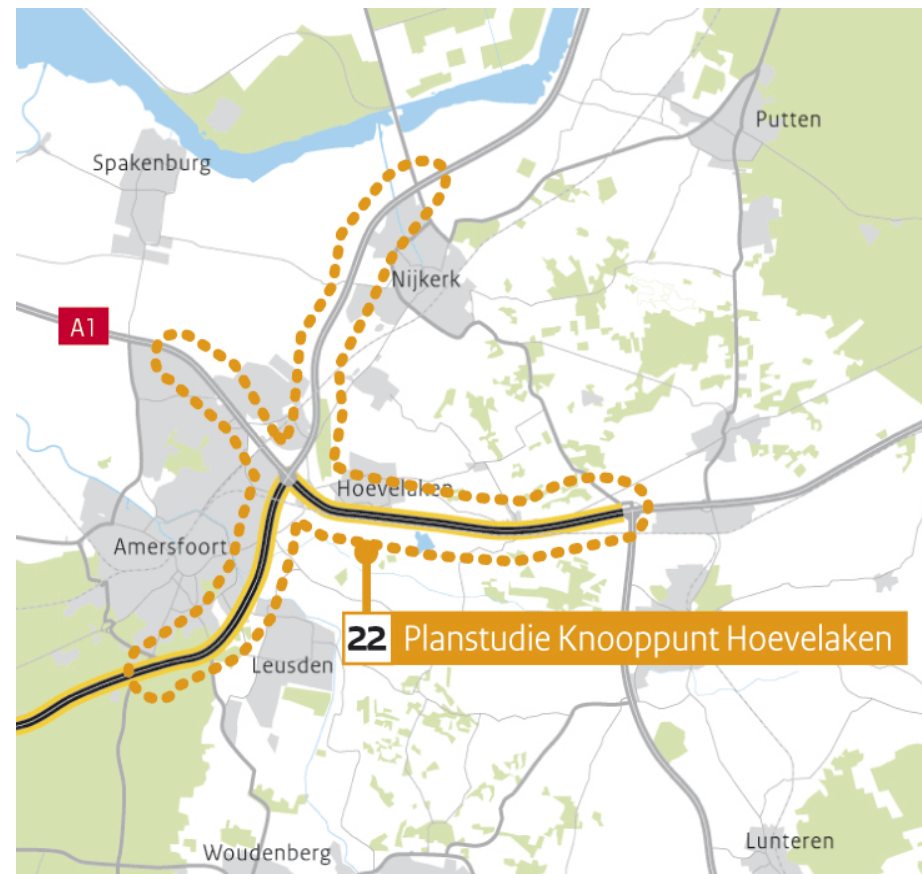 Putten
Spakenburg
Nijkerk
A1
Hoevelaken
Amersfoort
22 Planstudie Knooppunt Hoevelaken
Leusden
Lunteren
Woudenberg